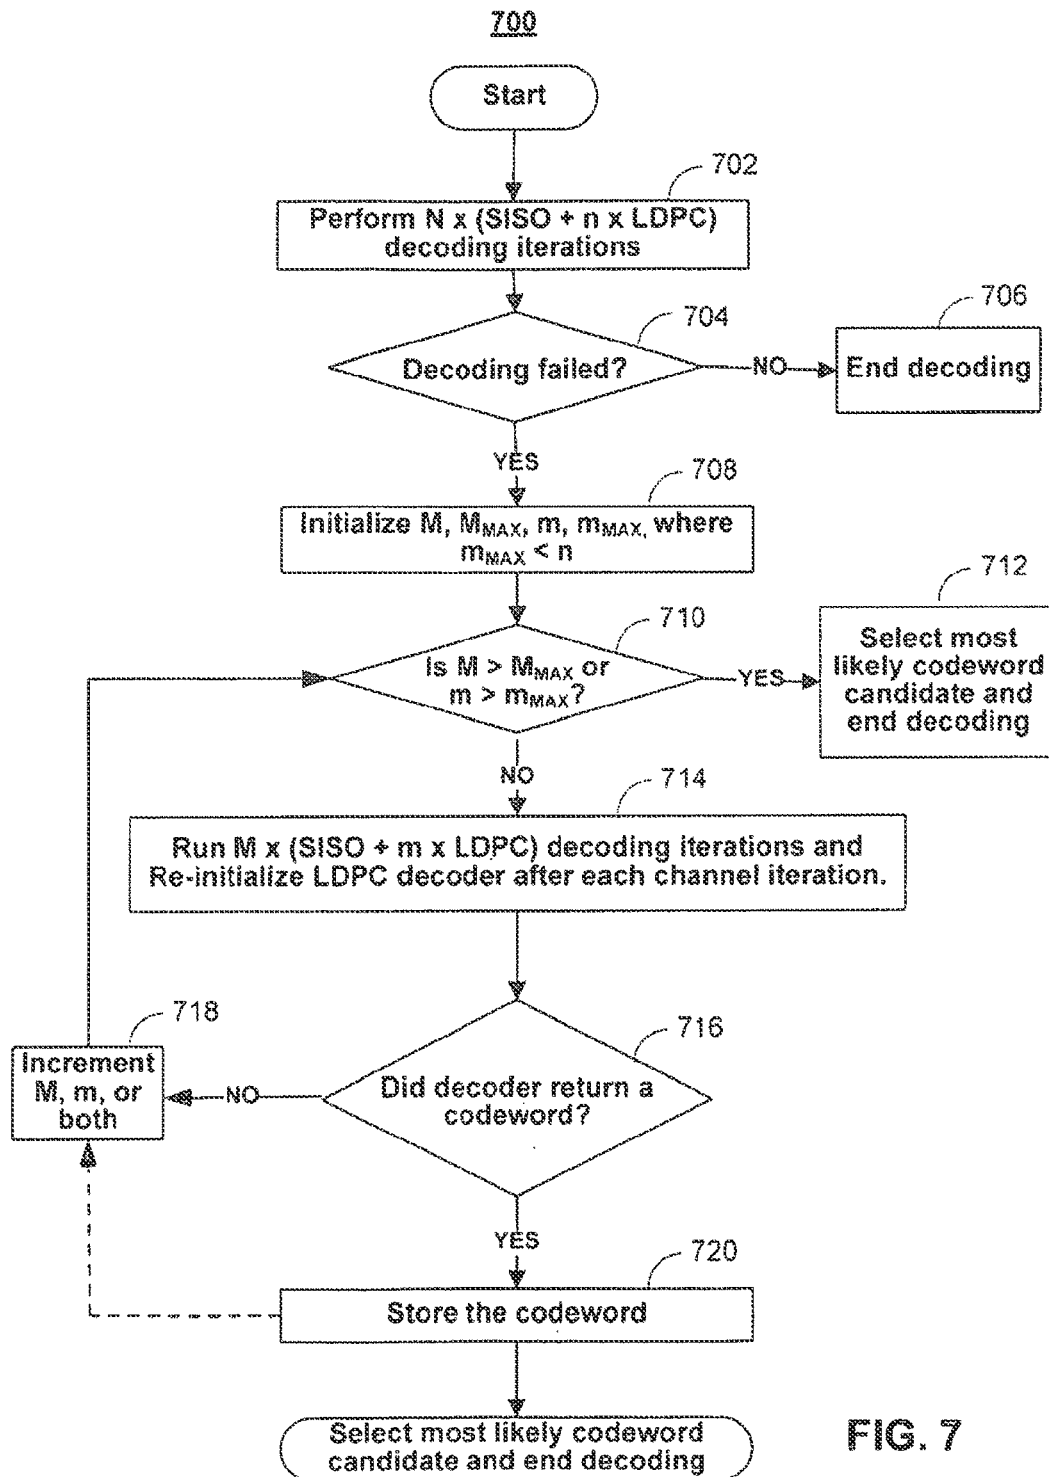 700
Start
702
Perform N x (SISO + n x LDPC)
decoding iterations
704
Decoding failed?
NO
706
End decoding
YES
708
Initialize M, MMAX, m, mMAX, where
mMAX < n
710
Is M > MMAX or
m > mMAX?
YES
712
Select most
likely codeword
candidate and
end decoding
NO
714
Run M x (SISO + m x LDPC) decoding iterations and
Re-initialize LDPC decoder after each channel iteration.
716
Did decoder return a
codeword?
NO
718
Increment
M, m, or
both
YES
720
Store the codeword
Select most likely codeword
candidate and end decoding
FIG. 7